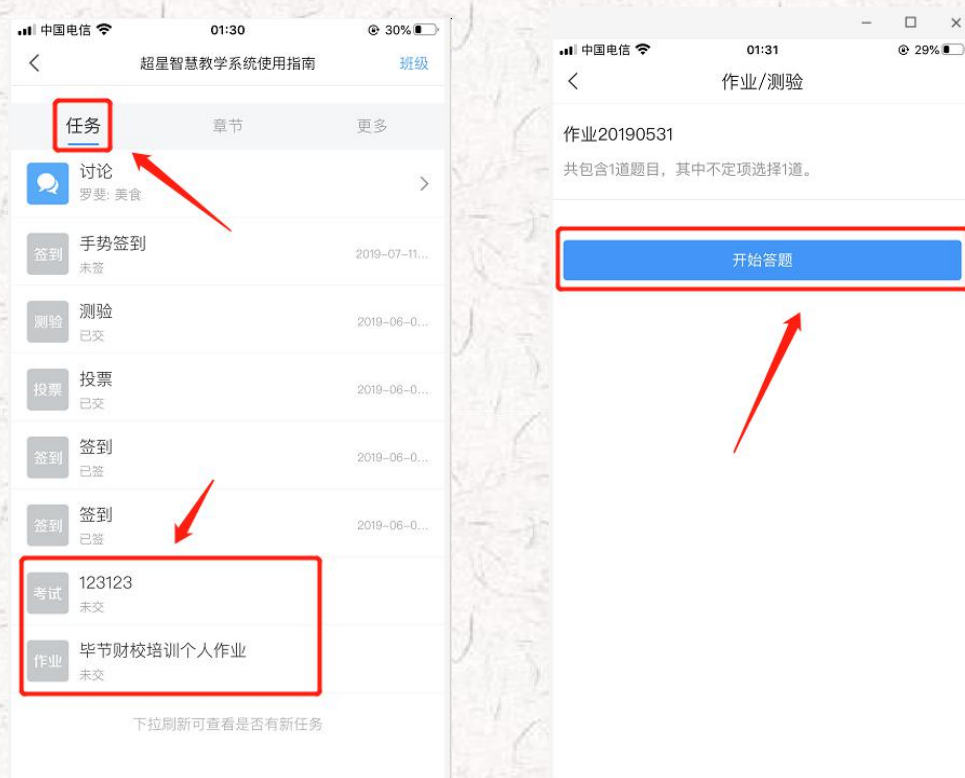 中国电信 01:30 30%
超星智慧教学系统使用指南 班级
任务 章节 更多
讨论
罗斐: 美食
签到 手势签到 2019-07-11...
未签
测验 测验 2019-06-0...
已交
投票 投票 2019-06-0...
已交
签到 签到 2019-06-0...
已签
签到 签到 2019-06-0...
已签
考试 123123
未交
作业 毕节财校培训个人作业
未交
下拉刷新可查看是否有新任务
中国电信 01:31 29%
作业/测验
作业20190531
共包含1道题目，其中不定项选择1道。
开始答题